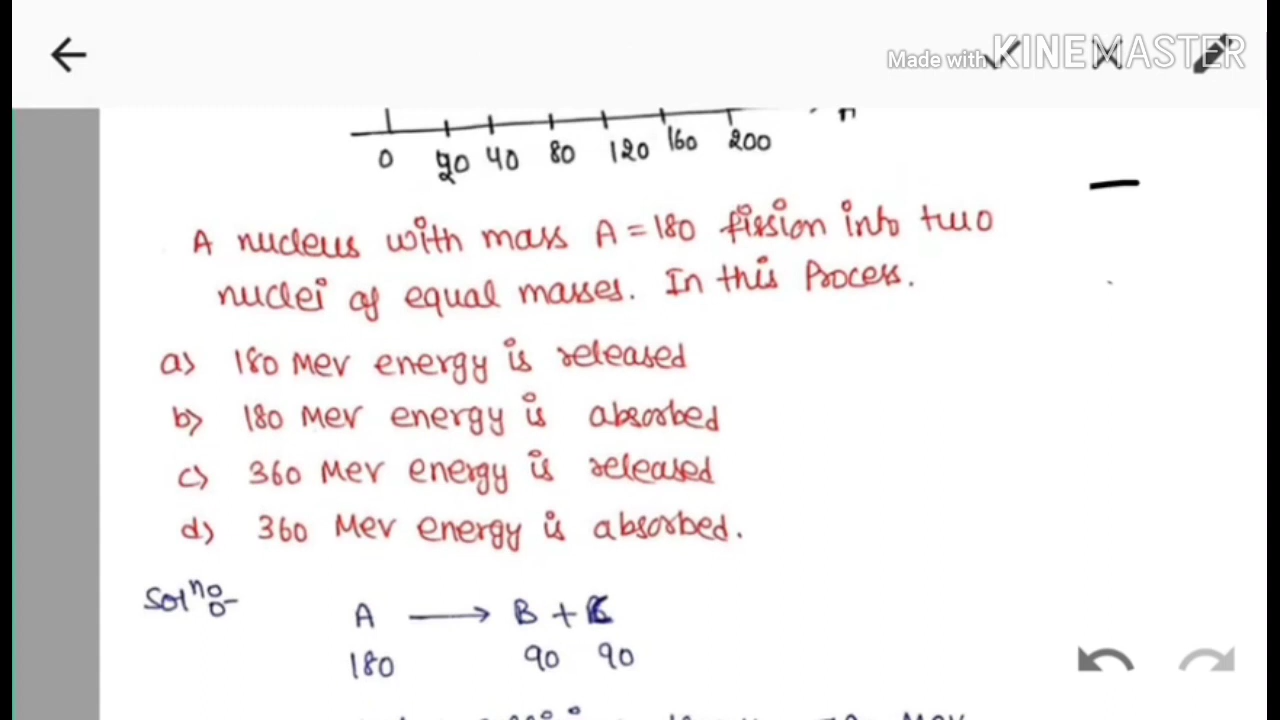 Made with KINEMASTER
0 20 40 80 120 160 200
A nucleus with mass A = 180 fission into two
nuclei of equal masses. In this Process.
a) 180 Mev energy is released
b) 180 Mev energy is absorbed
c) 360 Mev energy is released
d) 360 Mev energy is absorbed.
Solⁿ:-
A → B + C
180 90 90